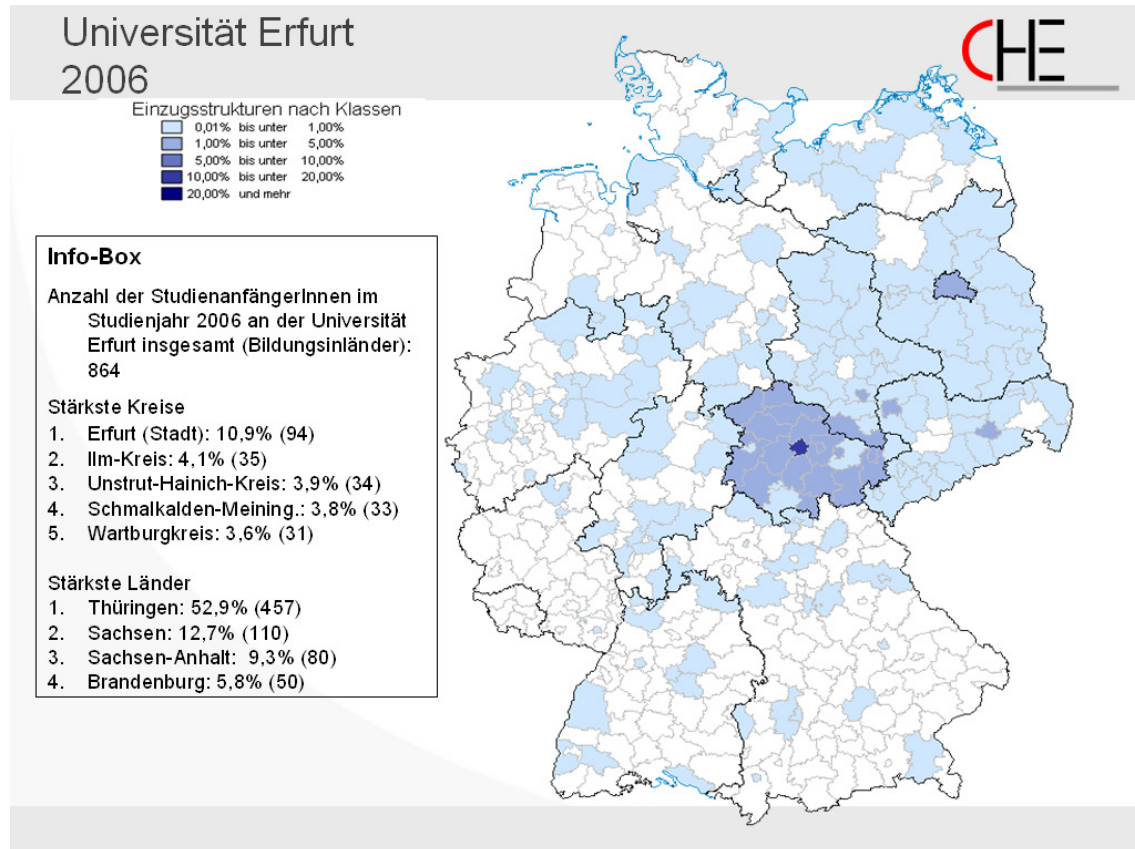 Universität Erfurt
2006
CHE
Einzugsstrukturen nach Klassen
0,01% bis unter 1,00%
1,00% bis unter 5,00%
5,00% bis unter 10,00%
10,00% bis unter 20,00%
20,00% und mehr
Info-Box
Anzahl der StudienanfängerInnen im
Studienjahr 2006 an der Universität
Erfurt insgesamt (Bildungsinländer):
864
Stärkste Kreise
1. Erfurt (Stadt): 10,9% (94)
2. Ilm-Kreis: 4,1% (35)
3. Unstrut-Hainich-Kreis: 3,9% (34)
4. Schmalkalden-Meining.: 3,8% (33)
5. Wartburgkreis: 3,6% (31)
Stärkste Länder
1. Thüringen: 52,9% (457)
2. Sachsen: 12,7% (110)
3. Sachsen-Anhalt: 9,3% (80)
4. Brandenburg: 5,8% (50)